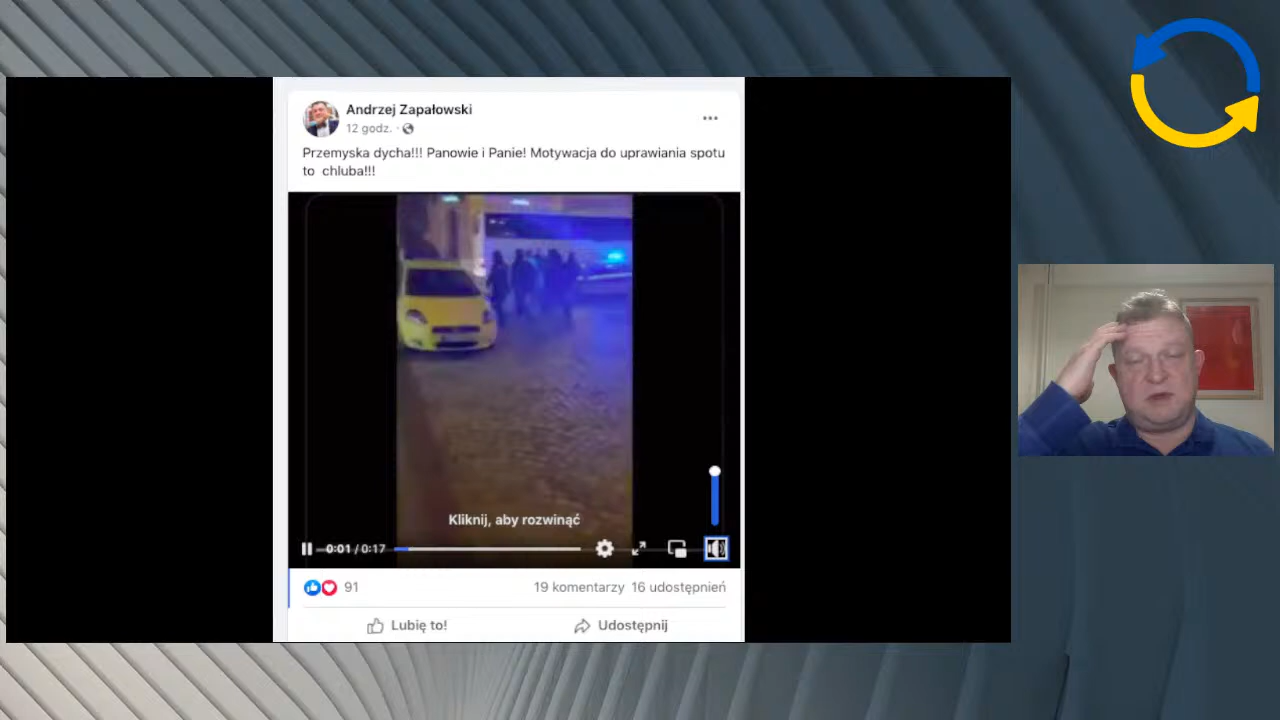 Andrzej Zapałowski
12 godz. ·
Przemyska dycha!!! Panowie i Panie! Motywacja do uprawiania spotu
to chluba!!!
Kliknij, aby rozwinąć
0:01 / 0:17
91
19 komentarzy 16 udostępnień
Lubię to!
Udostępnij